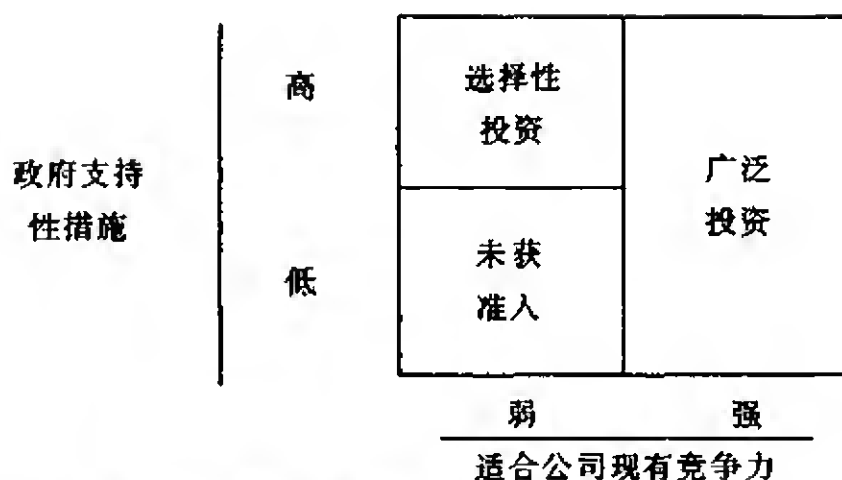 高
选择性
投资
政府支持
性措施
广泛
投资
低
未获
准入
弱 强
适合公司现有竞争力